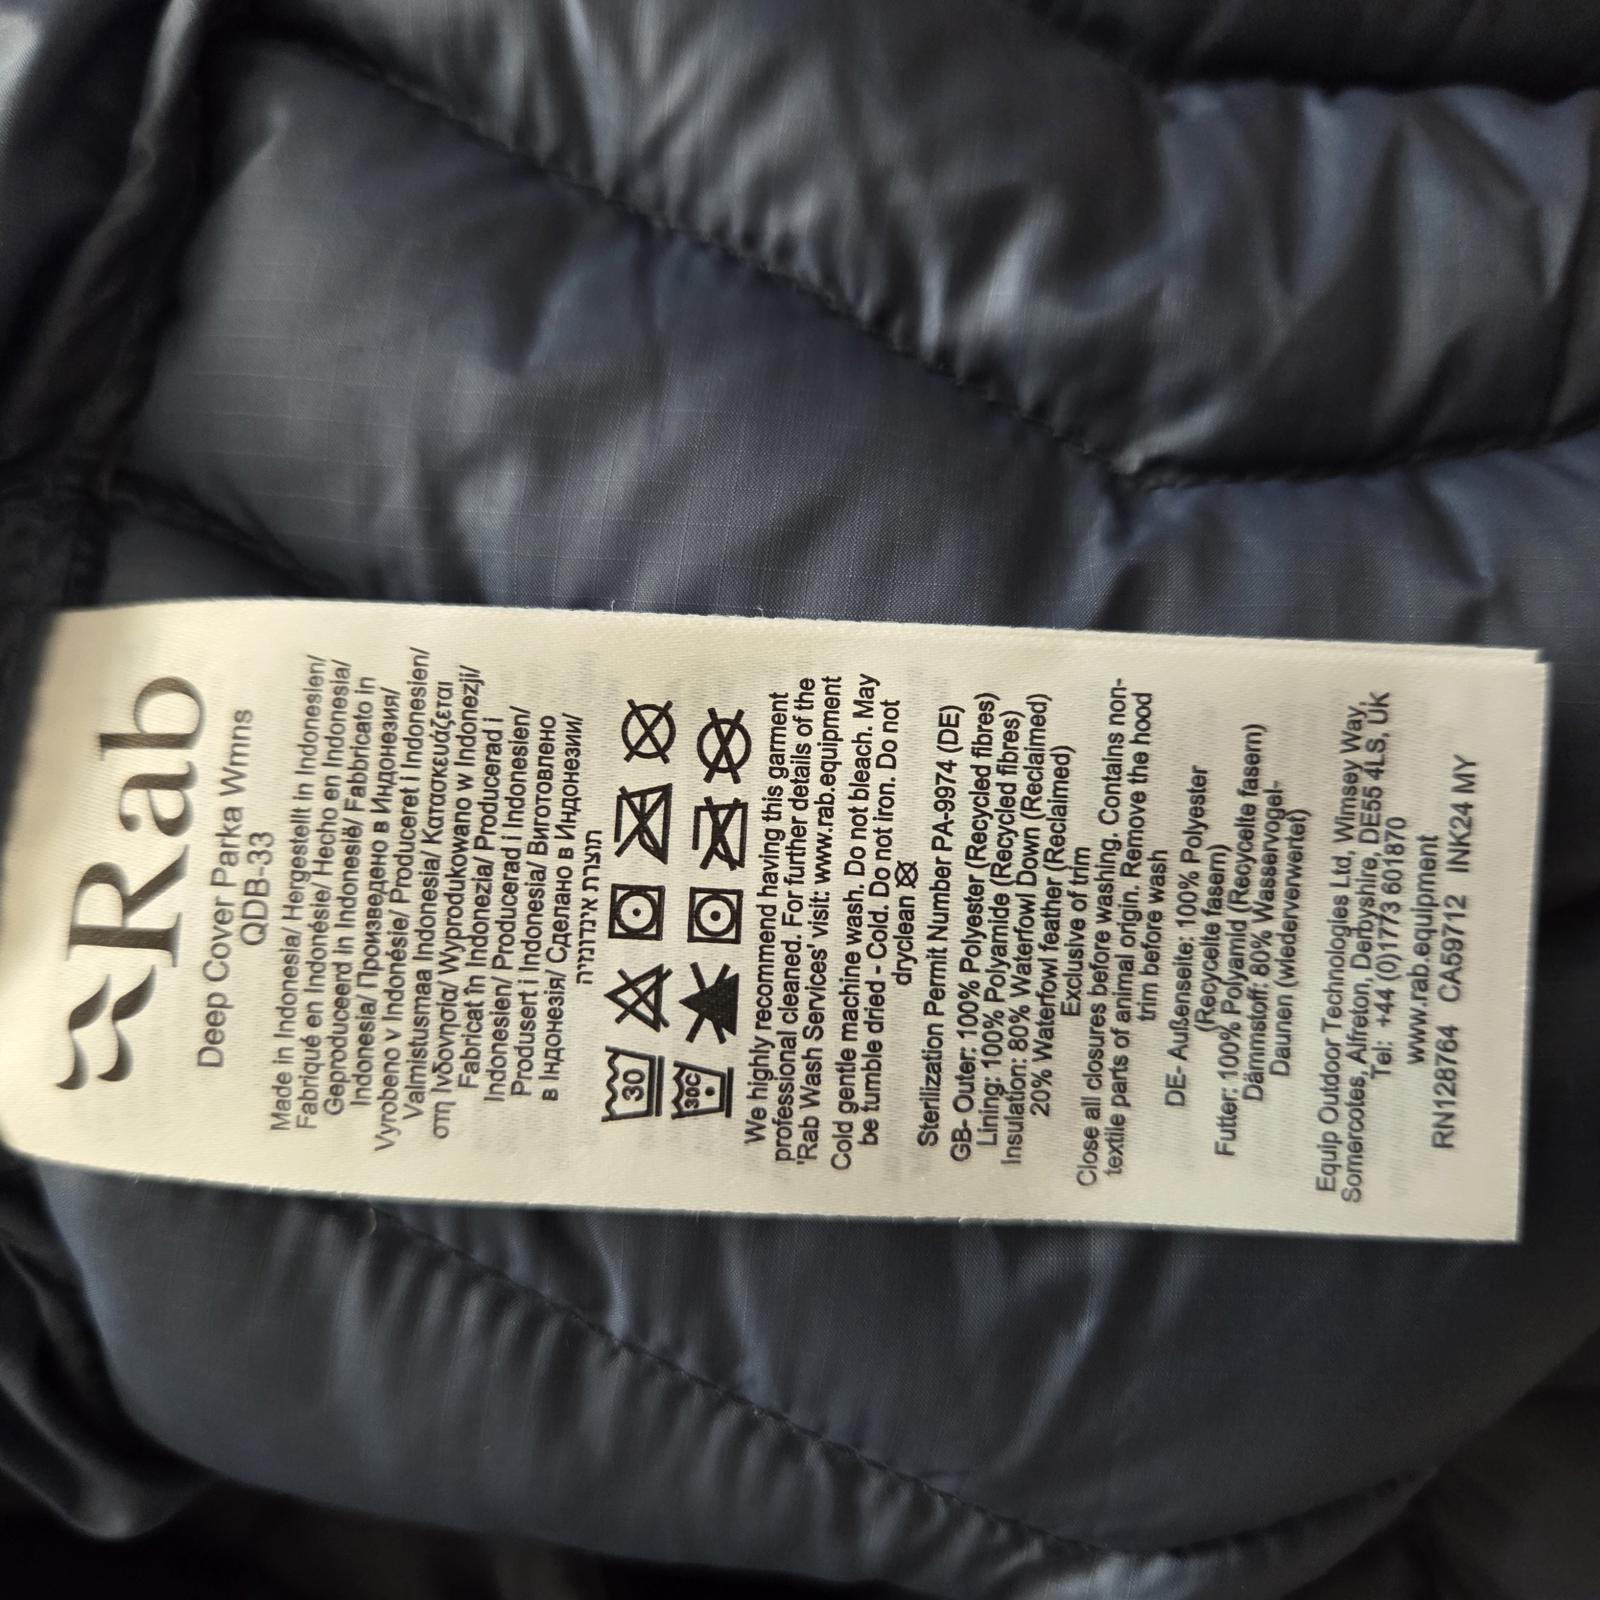 Rab
Deep Cover Parka Wmns
QDB-33
Made in Indonesia/ Hergestellt in Indonesien/
Fabriqué en Indonésie/ Hecho en Indonesia/
Geproduceerd in Indonesië/ Fabbricato in
Indonesia/ Произведено в Индонезия/
Vyrobeno v Indonésie/ Produceret i Indonesien/
Valmistusmaa Indonesia/ Κατασκευάζεται
στη Ινδονησία/ Wyprodukowano w Indonezji/
Fabricat în Indonezia/ Producerad i
Indonesien/ Producerad i Indonesien/
Produsert i Indonesia/ Виготовлено
в Індонезія/ Сделано в Индонезии/
תוצרת אינדונזיה
30
30C
We highly recommend having this garment
professional cleaned. For further details of the
'Rab Wash Services' visit: www.rab.equipment
Cold gentle machine wash. Do not bleach. May
be tumble dried - Cold. Do not iron. Do not
dryclean
Sterilization Permit Number PA-9974 (DE)
GB- Outer: 100% Polyester (Recycled fibres)
Lining: 100% Polyamide (Recycled fibres)
Insulation: 80% Waterfowl Down (Reclaimed)
20% Waterfowl feather (Reclaimed)
Exclusive of trim
Close all closures before washing. Contains non-
textile parts of animal origin. Remove the hood
trim before wash
DE- Außenseite: 100% Polyester
(Recycelte fasern)
Futter: 100% Polyamid (Recycelte fasern)
Dämmstoff: 80% Wasservogel-
Daunen (wiederverwertet)
Equip Outdoor Technologies Ltd, Wimsey Way,
Somercotes, Alfreton, Derbyshire, DE55 4LS, UK
Tel: +44 (0)1773 601870
www.rab.equipment
RN128764 CA59712 INK24 MY